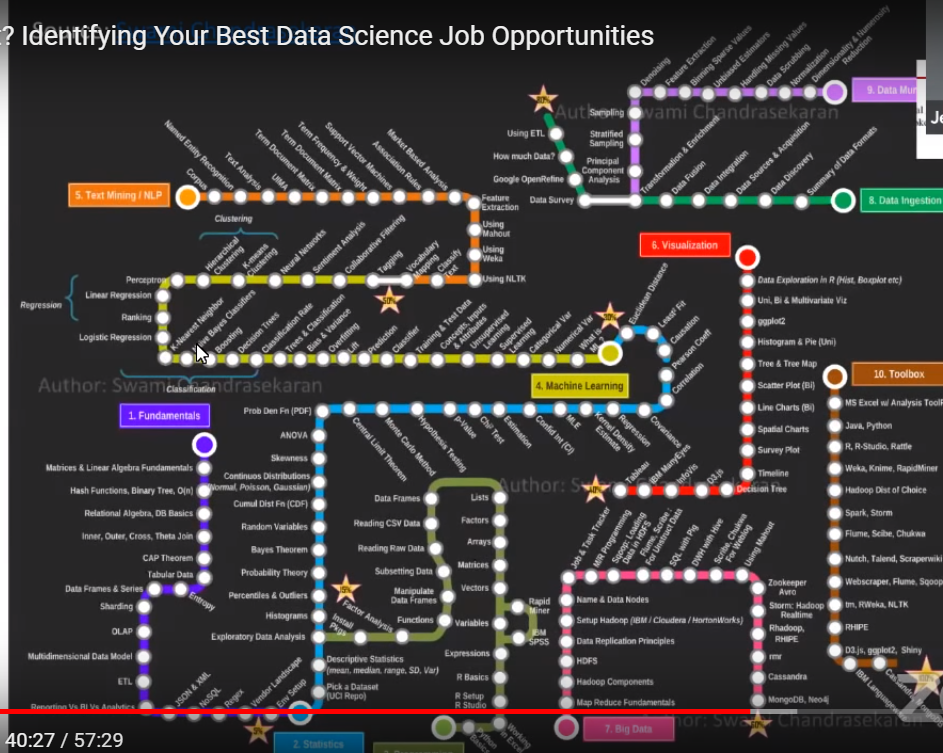 ? Identifying Your Best Data Science Job Opportunities
Author: Swami Chandrasekaran
9. Data Mun
Denoising
Feature Extraction
Binning Sparse Values
Unbiased Estimators
Handling Missing Values
Data Scrubbing
Normalization
Dimensionality & Numerosity
Reduction
Sampling
Stratified
Sampling
Principal
Component
Analysis
80%
Using ETL
How much Data?
Google OpenRefine
Data Survey
Transformation & Enrichment
Data Fusion
Data Integration
Data Sources & Acquisition
Data Discovery
Summary of Data Formats
8. Data Ingestion
Je
5. Text Mining / NLP
Corpus
Named Entity Recognition
Text Analysis
UIMA
Term Document Matrix
Term Frequency & Weight
Support Vector Machines
Association Rules
Market Based Analysis
Feature
Extraction
Using
Mahout
Using
Weka
Using NLTK
Classify
Text
Vocabulary
Mapping
Tagging
50%
Clustering
Perceptron
Hierarchical
Clustering
K-means
Clustering
Neural Networks
Sentiment Analysis
Collaborative Filtering
Regression
Linear Regression
Ranking
Logistic Regression
K-Nearest Neighbor
Bayes Classifiers
Boosting
Decision Trees
Classification Rate
Trees & Classification
Bias & Variance
Overfitting
Lift
Prediction
Classifier
Training & Test Data
Concepts, Inputs
& Attributes
Unsupervised
Learning
Supervised
Learning
Categorical Var
Numerical Var
What is
ML?
30%
Classification
4. Machine Learning
Author: Swami Chandrasekaran
Euclidean Distance
Least Fit
Causation
Pearson Coeff
Correlation
Covariance
Regression
Kernel Density
Estimate
MLE
Confid Int (CI)
Estimation
Chi² Test
p-Value
Hypothesis Testing
Monte Carlo Method
Central Limit Theorem
Prob Den Fn (PDF)
ANOVA
Skewness
Continuous Distributions
(Normal, Poisson, Gaussian)
Cumul Dist Fn (CDF)
Random Variables
Bayes Theorem
Probability Theory
Percentiles & Outliers
Histograms
Exploratory Data Analysis
Descriptive Statistics
(mean, median, range, SD, Var)
Pick a Dataset
(UCI Repo)
2. Statistics
1. Fundamentals
Matrices & Linear Algebra Fundamentals
Hash Functions, Binary Tree, O(n)
Relational Algebra, DB Basics
Inner, Outer, Cross, Theta Join
CAP Theorem
Tabular Data
Entropy
Data Frames & Series
Sharding
OLAP
Multidimensional Data Model
ETL
Reporting Vs BI Vs Analytics
JSON & XML
NoSQL
Regex
Vendor Landscape
Env Setup
15%
Install
Pkgs
Factor Analysis
Functions
Manipulate
Data Frames
Subsetting Data
Reading Raw Data
Reading CSV Data
Data Frames
Lists
Factors
Arrays
Matrices
Vectors
Variables
Expressions
R Basics
R Setup
R Studio
Rapid
Miner
IBM
SPSS
Working
in Excel
6. Visualization
Data Exploration in R (Hist, Boxplot etc)
Uni, Bi & Multivariate Viz
ggplot2
Histogram & Pie (Uni)
Tree & Tree Map
Scatter Plot (Bi)
Line Charts (Bi)
Spatial Charts
Survey Plot
Timeline
Decision Tree
D3.js
InfoVis
IBM ManyEyes
Tableau
Job & Task Tracker
M/R Programming
Sqoop: Loading
Data in HDFS
Flume, Scribe:
For Unstruct Data
SQL with Pig
DWH with Hive
Scribe, Chukwa
For Weblog
Using Mahout
Zookeeper
Avro
Storm: Hadoop
Realtime
Rhadoop,
RHIPE
rmr
Cassandra
MongoDB, Neo4j
Name & Data Nodes
Setup Hadoop (IBM / Cloudera / HortonWorks)
Data Replication Principles
HDFS
Hadoop Components
Map Reduce Fundamentals
7. Big Data
10. Toolbox
MS Excel w/ Analysis ToolP
Java, Python
R, R-Studio, Rattle
Weka, Knime, RapidMiner
Hadoop Dist of Choice
Spark, Storm
Flume, Scibe, Chukwa
Nutch, Talend, Scraperwiki
Webscraper, Flume, Sqoop
tm, RWeka, NLTK
RHIPE
D3.js, ggplot2, Shiny
100%
40:27 / 57:29